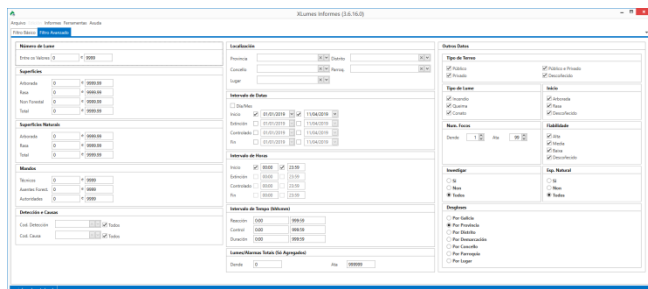 XLumes Informes (3.6.16.0)
Arquivo Informes Ferramentas Axuda
Filtro Básico Filtro Avanzado
Número de Lume
Entre os Valores 0 e 9999
Superficies
Arborada 0 e 9999,99
Rasa 0 e 9999,99
Non Forestal 0 e 9999,99
Total 0 e 9999,99
Superficie Naturais
Arborada 0 e 9999,99
Rasa 0 e 9999,99
Total 0 e 9999,99
Mandos
Técnicos 0 e 9999
Axentes Forest. 0 e 9999
Autoridades 0 e 9999
Detección e Causas
Cod. Detección Todos
Cod. Causa Todos
Localización
Provincia Distrito
Concello Parroq.
Lugar
Intervalo de Datas
Día/Mes
Inicio 01/01/2019 11/04/2019
Extinción 01/01/2019 11/04/2019
Controlado 01/01/2019 11/04/2019
Fin 01/01/2019 11/04/2019
Intervalo de Horas
Inicio 00:00 23:59
Extinción 00:00 23:59
Controlado 00:00 23:59
Fin 00:00 23:59
Intervalo de Tempo (hhh:mm)
Reacción 0:00 999:59
Control 0:00 999:59
Duración 0:00 999:59
Lumes/Alarmas Totais (Só Agregados)
Dende 0 Ata 999999
Outros Datos
Tipo de Terreo
Público Público e Privado
Privado Descoñecido
Tipo de Lume
Incendio
Queima
Conato
Inicio
Arborada
Rasa
Descoñecido
Num. Focos
Dende 1 Ata 99
Fiabilidade
Alta
Media
Baixa
Descoñecido
Investigar
Si
Non
Todos
Esp. Natural
Si
Non
Todos
Desgloses
Por Galicia
Por Provincia
Por Distrito
Por Demarcación
Por Concello
Por Parroquia
Por Lugar